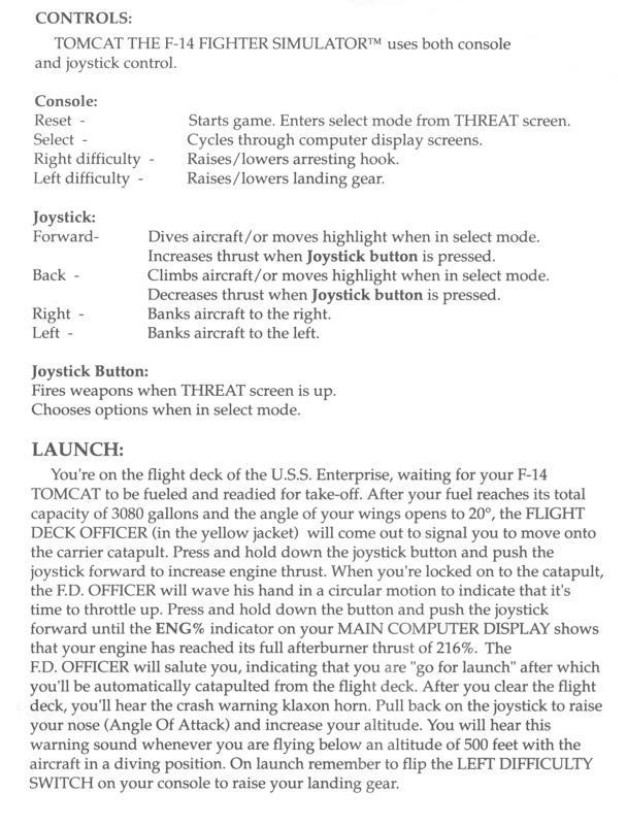 CONTROLS:
TOMCAT THE F-14 FIGHTER SIMULATOR™ uses both console
and joystick control.
Console:
Reset - Starts game. Enters select mode from THREAT screen.
Select - Cycles through computer display screens.
Right difficulty - Raises/lowers arresting hook.
Left difficulty - Raises/lowers landing gear.
Joystick:
Forward- Dives aircraft/or moves highlight when in select mode.
Increases thrust when Joystick button is pressed.
Back - Climbs aircraft/or moves highlight when in select mode.
Decreases thrust when Joystick button is pressed.
Right - Banks aircraft to the right.
Left - Banks aircraft to the left.
Joystick Button:
Fires weapons when THREAT screen is up.
Chooses options when in select mode.
LAUNCH:
You're on the flight deck of the U.S.S. Enterprise, waiting for your F-14
TOMCAT to be fueled and readied for take-off. After your fuel reaches its total
capacity of 3080 gallons and the angle of your wings opens to 20°, the FLIGHT
DECK OFFICER (in the yellow jacket) will come out to signal you to move onto
the carrier catapult. Press and hold down the joystick button and push the
joystick forward to increase engine thrust. When you're locked on to the catapult,
the F.D. OFFICER will wave his hand in a circular motion to indicate that it's
time to throttle up. Press and hold down the button and push the joystick
forward until the ENG% indicator on your MAIN COMPUTER DISPLAY shows
that your engine has reached its full afterburner thrust of 216%. The
F.D. OFFICER will salute you, indicating that you are "go for launch" after which
you'll be automatically catapulted from the flight deck. After you clear the flight
deck, you'll hear the crash warning klaxon horn. Pull back on the joystick to raise
your nose (Angle Of Attack) and increase your altitude. You will hear this
warning sound whenever you are flying below an altitude of 500 feet with the
aircraft in a diving position. On launch remember to flip the LEFT DIFFICULTY
SWITCH on your console to raise your landing gear.